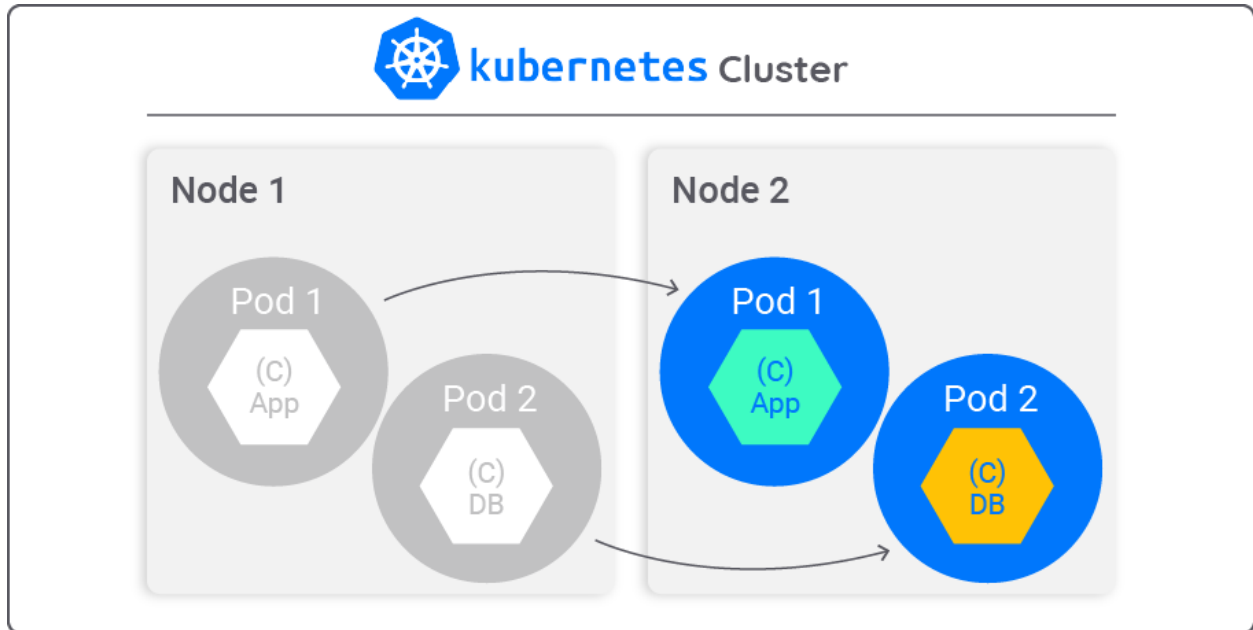 kubernetes Cluster
Node 1
Pod 1
(C)
App
Pod 2
(C)
DB
Node 2
Pod 1
(C)
App
Pod 2
(C)
DB